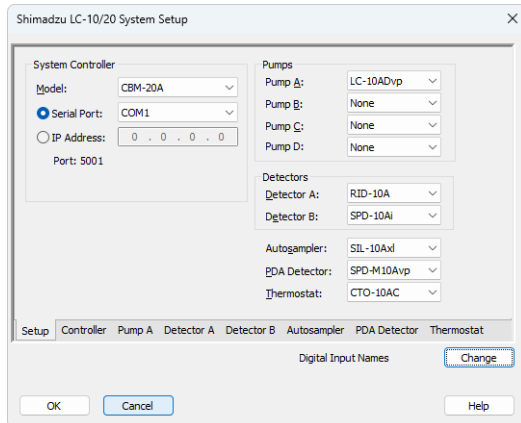 Shimadzu LC-10/20 System Setup
System Controller
Model: CBM-20A
Serial Port: COM1
IP Address: 0 . 0 . 0 . 0
Port: 5001
Pumps
Pump A: LC-10ADvp
Pump B: None
Pump C: None
Pump D: None
Detectors
Detector A: RID-10A
Detector B: SPD-10Ai
Autosampler: SIL-10Axl
PDA Detector: SPD-M10Avp
Thermostat: CTO-10AC
Setup Controller Pump A Detector A Detector B Autosampler PDA Detector Thermostat
Digital Input Names Change
OK Cancel Help